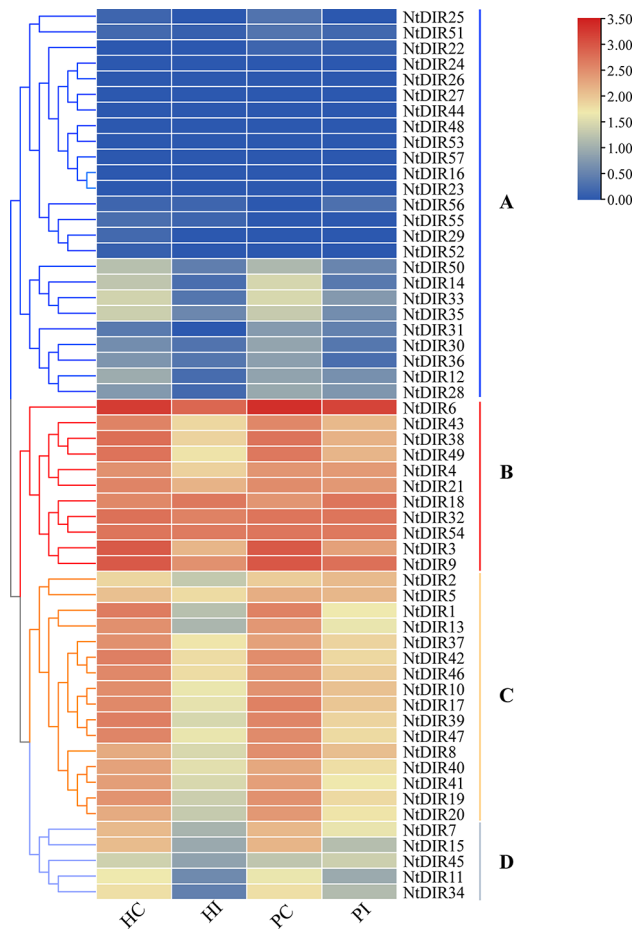 NtDIR25
NtDIR51
NtDIR22
NtDIR24
NtDIR26
NtDIR27
NtDIR44
NtDIR48
NtDIR53
NtDIR57
NtDIR16
NtDIR23
NtDIR56
NtDIR55
NtDIR29
NtDIR52
NtDIR50
NtDIR14
NtDIR33
NtDIR35
NtDIR31
NtDIR30
NtDIR36
NtDIR12
NtDIR28
NtDIR6
NtDIR43
NtDIR38
NtDIR49
NtDIR4
NtDIR21
NtDIR18
NtDIR32
NtDIR54
NtDIR3
NtDIR9
NtDIR2
NtDIR5
NtDIR1
NtDIR13
NtDIR37
NtDIR42
NtDIR46
NtDIR10
NtDIR17
NtDIR39
NtDIR47
NtDIR8
NtDIR40
NtDIR41
NtDIR19
NtDIR20
NtDIR7
NtDIR15
NtDIR45
NtDIR11
NtDIR34
A
B
C
D
HC HI PC PI
3.50
3.00
2.50
2.00
1.50
1.00
0.50
0.00